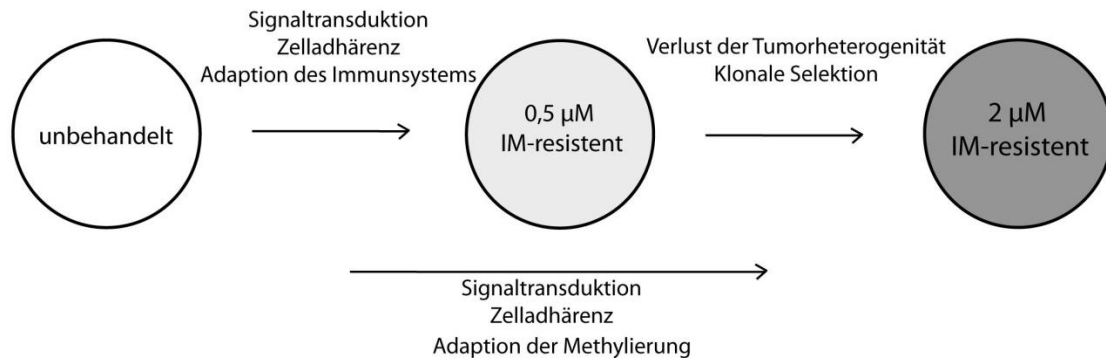 Signaltransduktion
Zelladhärenz
Adaption des Immunsystems
Verlust der Tumorheterogenität
Klonale Selektion
unbehandelt
0,5 µM
IM-resistent
2 µM
IM-resistent
Signaltransduktion
Zelladhärenz
Adaption der Methylierung